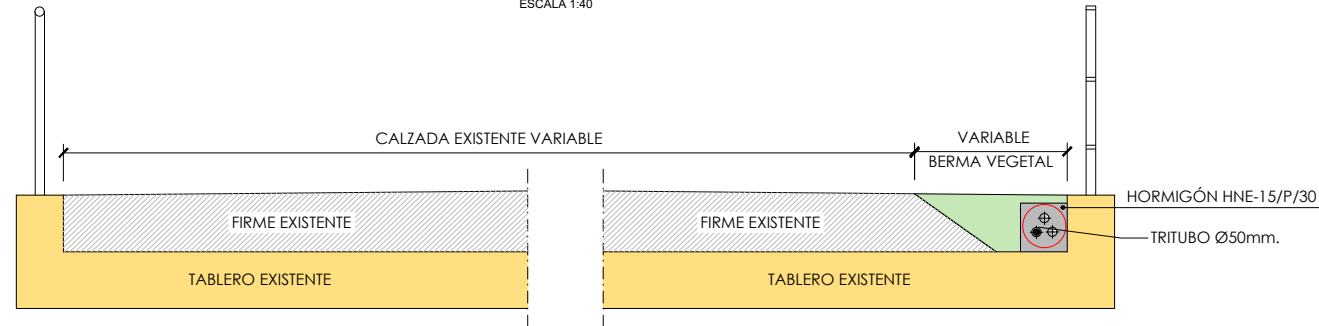 ESCALA 1:40
CALZADA EXISTENTE VARIABLE
VARIABLE
BERMA VEGETAL
HORMIGÓN HNE-15/P/30
FIRME EXISTENTE
FIRME EXISTENTE
TRITUBO Ø50mm.
TABLERO EXISTENTE
TABLERO EXISTENTE